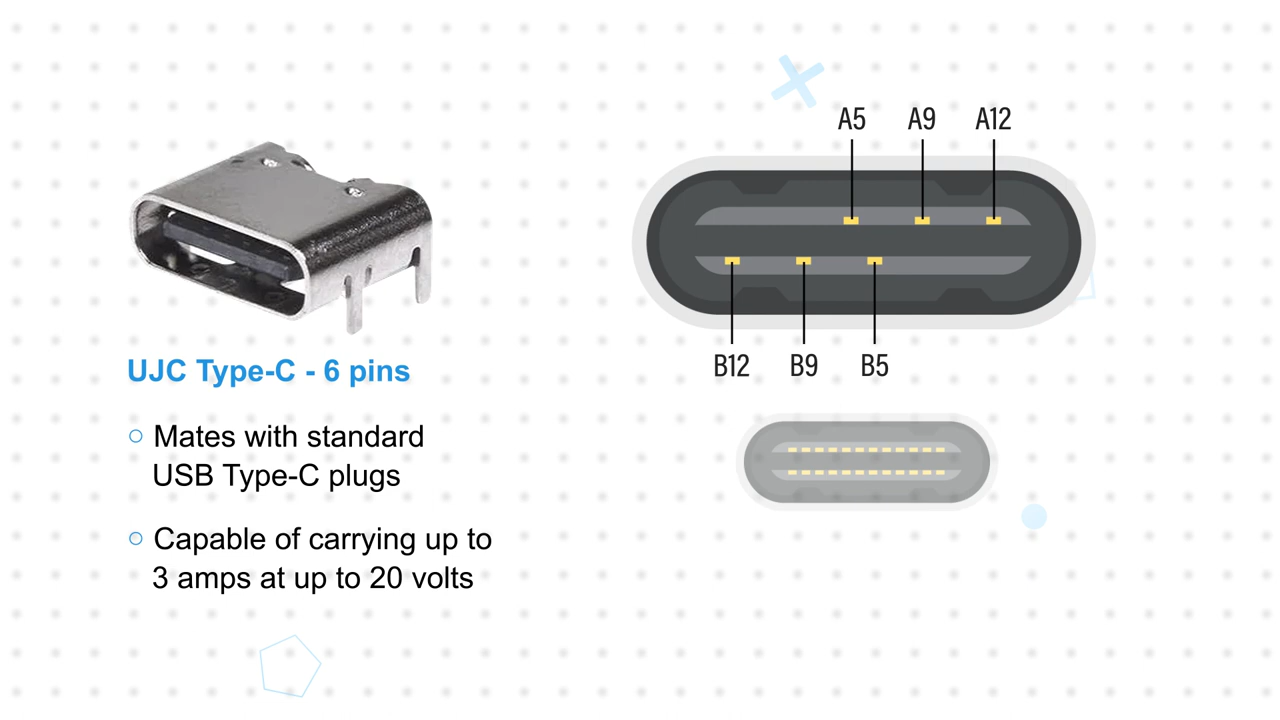 A5 A9 A12
B12 B9 B5
UJC Type-C - 6 pins
Mates with standard
USB Type-C plugs
Capable of carrying up to
3 amps at up to 20 volts